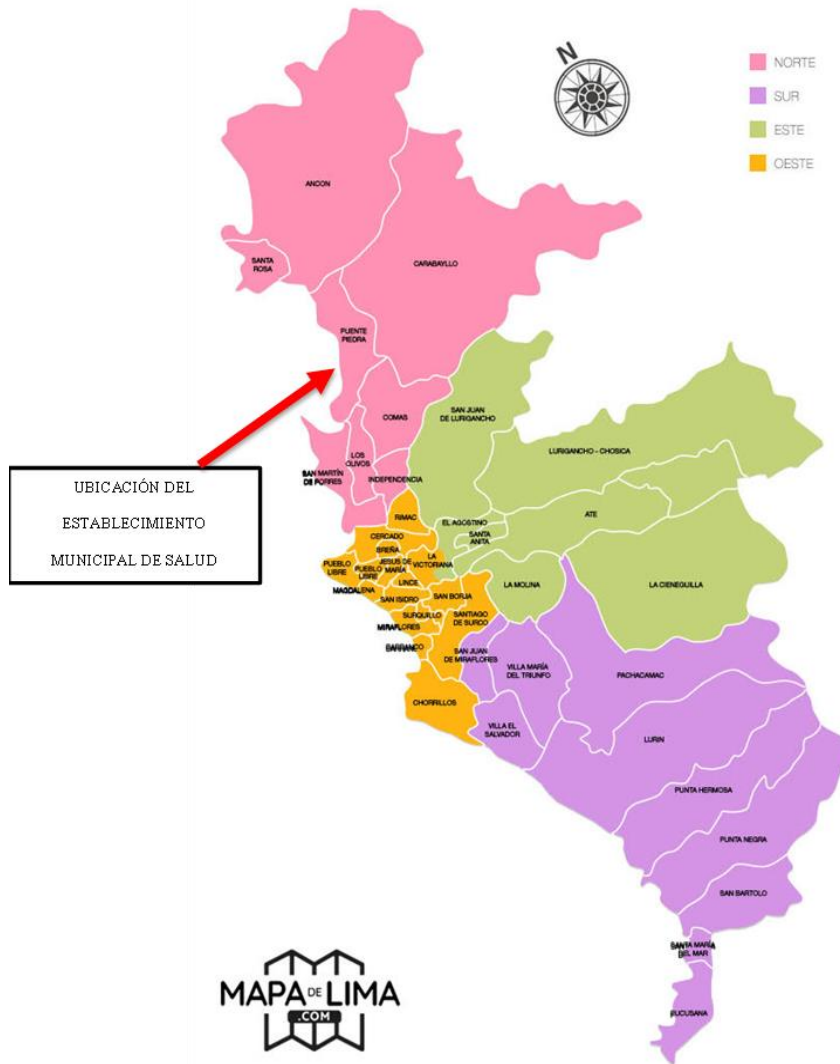 N
NORTE
SUR
ESTE
OESTE
ANCON
SANTA
ROSA
CARABAYLLO
PUENTE
PIEDRA
COMAS
SAN JUAN
DE LURIGANCHO
LURIGANCHO - CHOSICA
LOS
OLIVOS
SAN MARTÍN
DE PORRES
INDEPENDENCIA
UBICACIÓN DEL
ESTABLECIMIENTO
MUNICIPAL DE SALUD
RIMAC
EL AGOSTINO
SANTA
ANITA
ATE
CERCADO
BREÑA
PUEBLO
LIBRE
PUEBLO
LIBRE
JESUS DE
MARÍA
LA
VICTORIANA
LINCE
MAGDALENA
SAN ISIDRO
SAN BORJA
LA MOLINA
LA CIENEGUILLA
SURQUILLO
MIRAFLORES
SANTIAGO
DE SURCO
BARRANCO
SAN JUAN
DE MIRAFLORES
VILLA MARÍA
DEL TRIUNFO
PACHACAMAC
CHORRILLOS
VILLA EL
SALVADOR
LURIN
PUNTA HERMOSA
PUNTA NEGRA
SAN BARTOLO
SANTA MARÍA
DEL MAR
MAPA DE LIMA
.COM